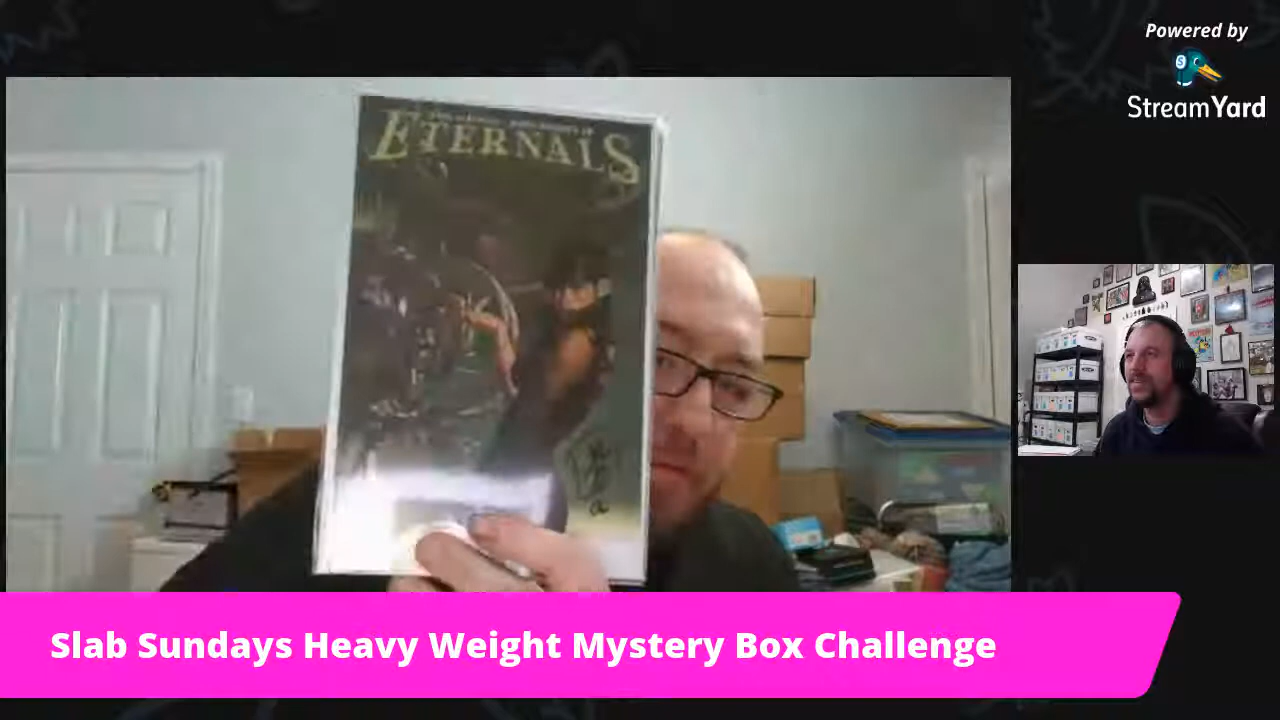 Powered by
StreamYard
ETERNALS
Slab Sundays Heavy Weight Mystery Box Challenge